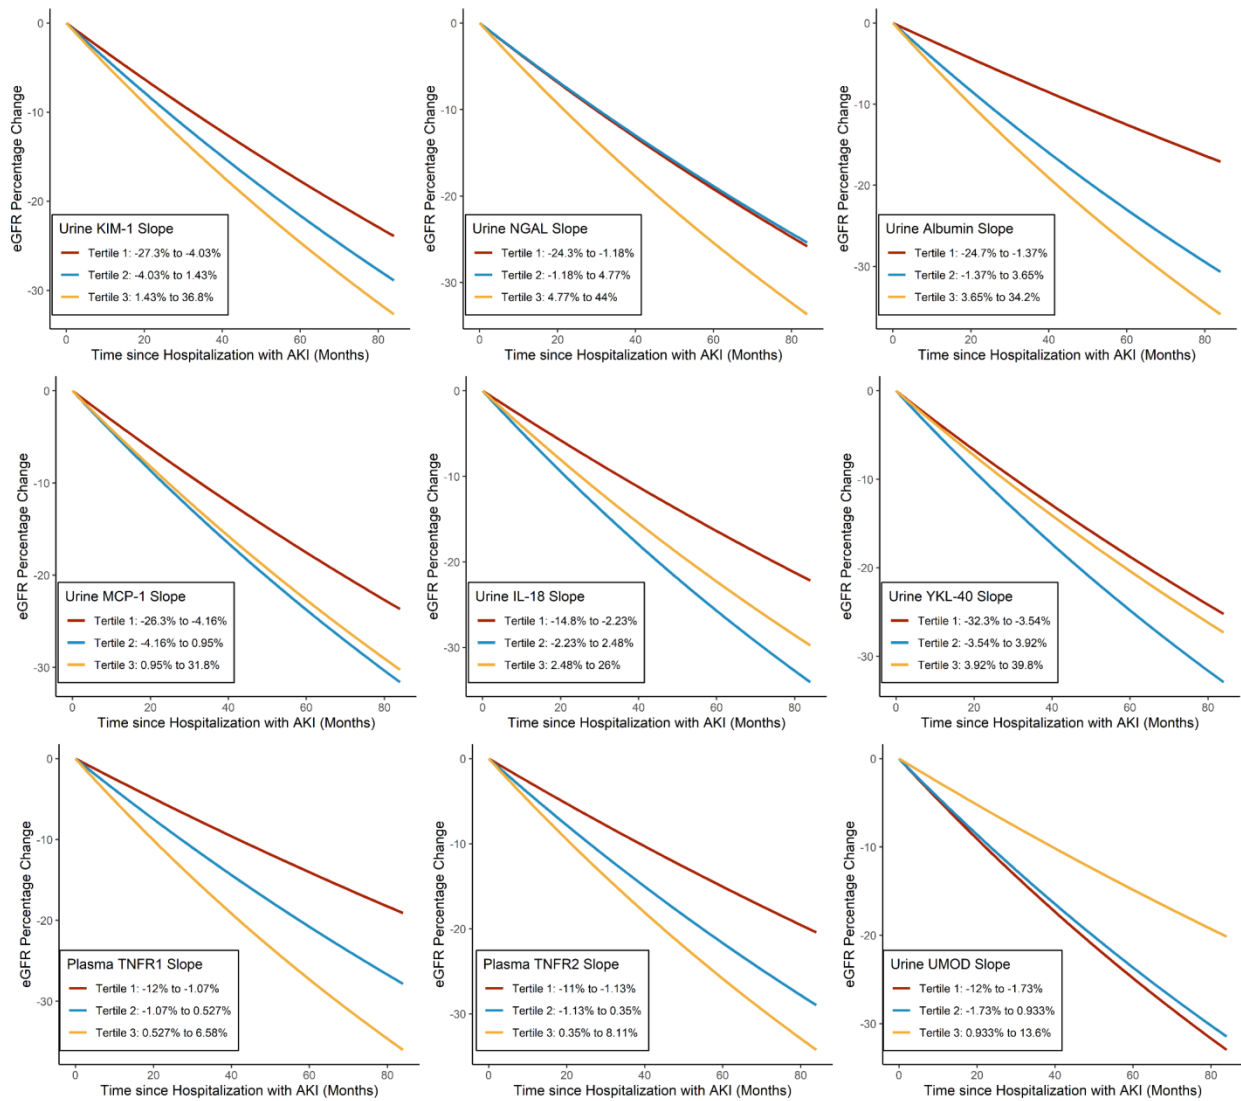 0
-10
-20
-30
eGFR Percentage Change
Urine KIM-1 Slope
Tertile 1: -27.3% to -4.03%
Tertile 2: -4.03% to 1.43%
Tertile 3: 1.43% to 36.8%
0 20 40 60 80
Time since Hospitalization with AKI (Months)
0
-10
-20
-30
eGFR Percentage Change
Urine NGAL Slope
Tertile 1: -24.3% to -1.18%
Tertile 2: -1.18% to 4.77%
Tertile 3: 4.77% to 44%
0 20 40 60 80
Time since Hospitalization with AKI (Months)
0
-10
-20
-30
eGFR Percentage Change
Urine Albumin Slope
Tertile 1: -24.7% to -1.37%
Tertile 2: -1.37% to 3.65%
Tertile 3: 3.65% to 34.2%
0 20 40 60 80
Time since Hospitalization with AKI (Months)
0
-10
-20
-30
eGFR Percentage Change
Urine MCP-1 Slope
Tertile 1: -26.3% to -4.16%
Tertile 2: -4.16% to 0.95%
Tertile 3: 0.95% to 31.8%
0 20 40 60 80
Time since Hospitalization with AKI (Months)
0
-10
-20
-30
eGFR Percentage Change
Urine IL-18 Slope
Tertile 1: -14.8% to -2.23%
Tertile 2: -2.23% to 2.48%
Tertile 3: 2.48% to 26%
0 20 40 60 80
Time since Hospitalization with AKI (Months)
0
-10
-20
-30
eGFR Percentage Change
Urine YKL-40 Slope
Tertile 1: -32.3% to -3.54%
Tertile 2: -3.54% to 3.92%
Tertile 3: 3.92% to 39.8%
0 20 40 60 80
Time since Hospitalization with AKI (Months)
0
-10
-20
-30
eGFR Percentage Change
Plasma TNFR1 Slope
Tertile 1: -12% to -1.07%
Tertile 2: -1.07% to 0.527%
Tertile 3: 0.527% to 6.58%
0 20 40 60 80
Time since Hospitalization with AKI (Months)
0
-10
-20
-30
eGFR Percentage Change
Plasma TNFR2 Slope
Tertile 1: -11% to -1.13%
Tertile 2: -1.13% to 0.35%
Tertile 3: 0.35% to 8.11%
0 20 40 60 80
Time since Hospitalization with AKI (Months)
0
-10
-20
-30
eGFR Percentage Change
Urine UMOD Slope
Tertile 1: -12% to -1.73%
Tertile 2: -1.73% to 0.933%
Tertile 3: 0.933% to 13.6%
0 20 40 60 80
Time since Hospitalization with AKI (Months)